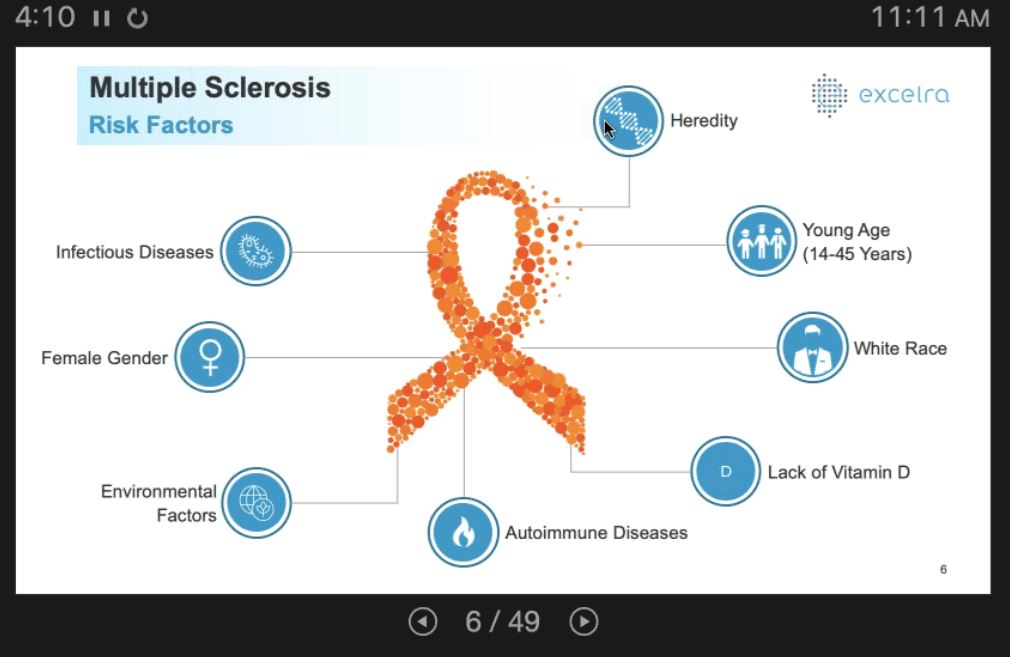 4:10
11:11 AM
Multiple Sclerosis
Risk Factors
excelra
Heredity
Infectious Diseases
Young Age
(14-45 Years)
Female Gender
White Race
Environmental
Factors
D
Lack of Vitamin D
Autoimmune Diseases
6
6 / 49